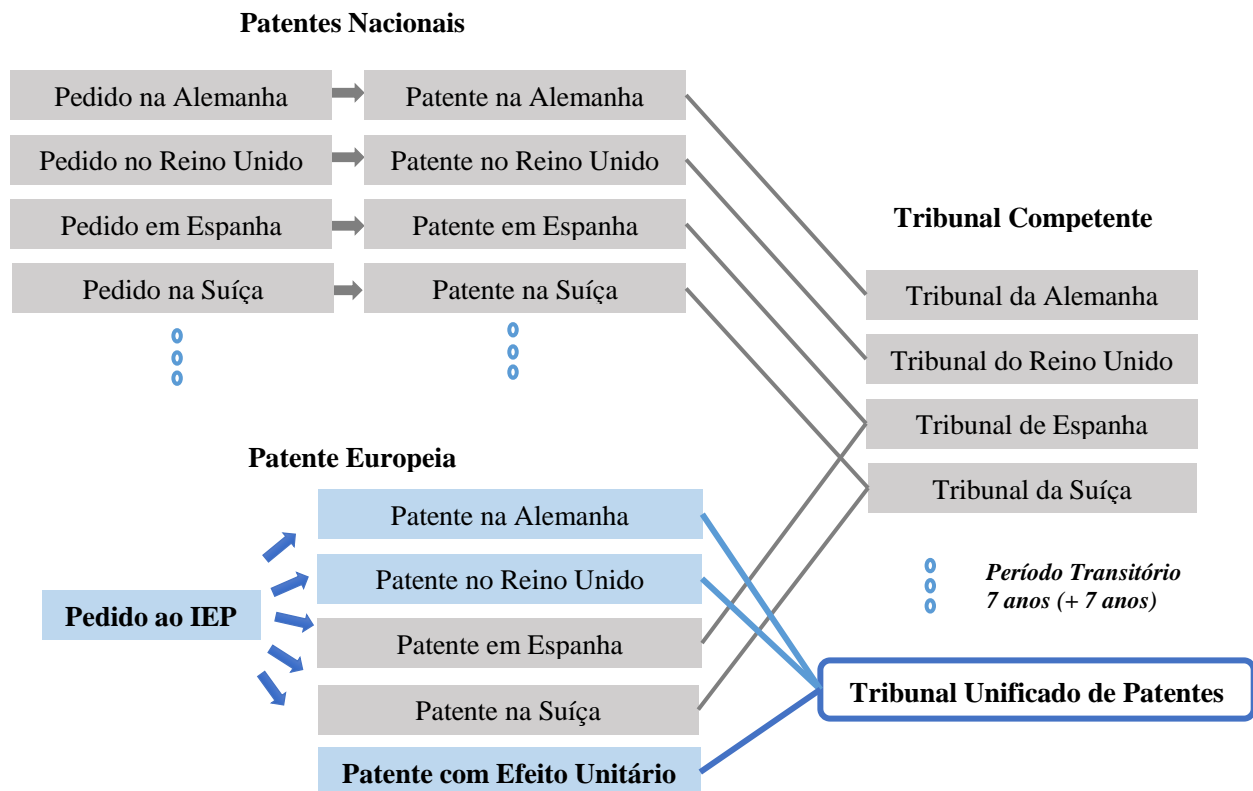 Patentes Nacionais
Pedido na Alemanha
Patente na Alemanha
Pedido no Reino Unido
Patente no Reino Unido
Pedido em Espanha
Patente em Espanha
Pedido na Suíça
Patente na Suíça
Tribunal Competente
Tribunal da Alemanha
Tribunal do Reino Unido
Tribunal de Espanha
Tribunal da Suíça
Período Transitório
7 anos (+ 7 anos)
Patente Europeia
Pedido ao IEP
Patente na Alemanha
Patente no Reino Unido
Patente em Espanha
Patente na Suíça
Patente com Efeito Unitário
Tribunal Unificado de Patentes